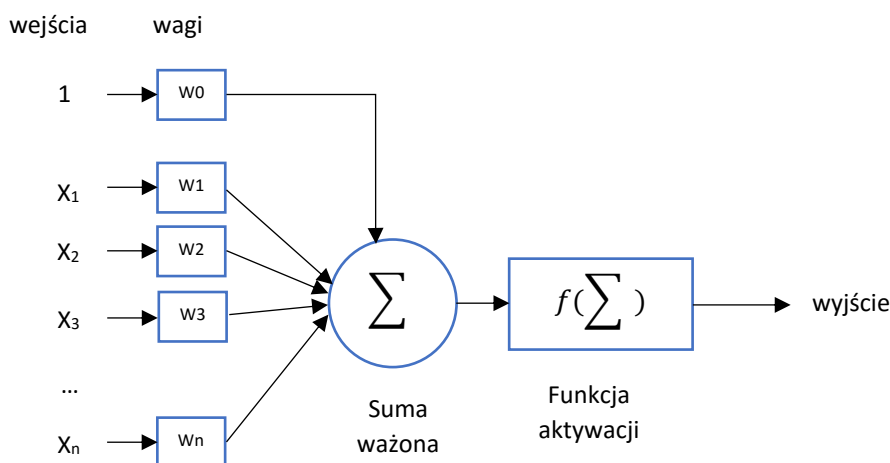 wejścia wagi
1 W0
X₁ W1
X₂ W2
X₃ W3
∑ f(∑ ) wyjście
...
Xₙ Wn
Suma
ważona
Funkcja
aktywacji